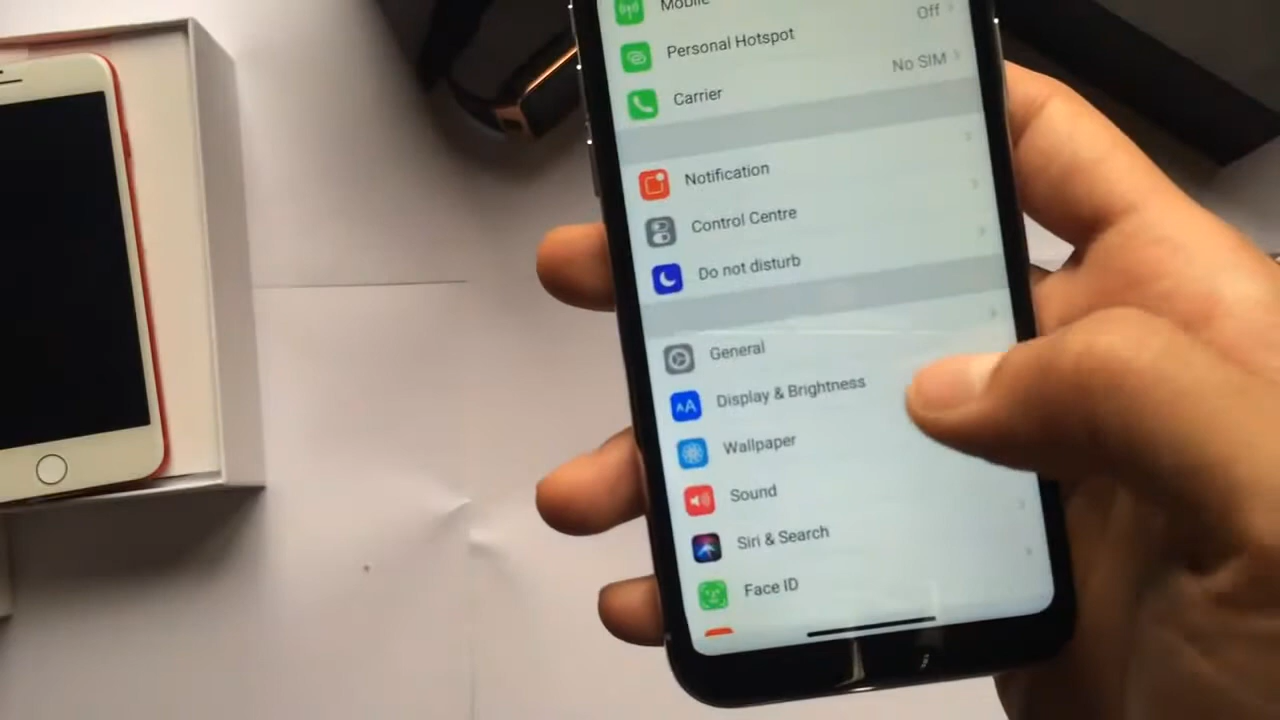 Mobile
Off
Personal Hotspot
No SIM
Carrier
Notification
Control Centre
Do not disturb
General
Display & Brightness
AA
Wallpaper
Sound
Siri & Search
Face ID